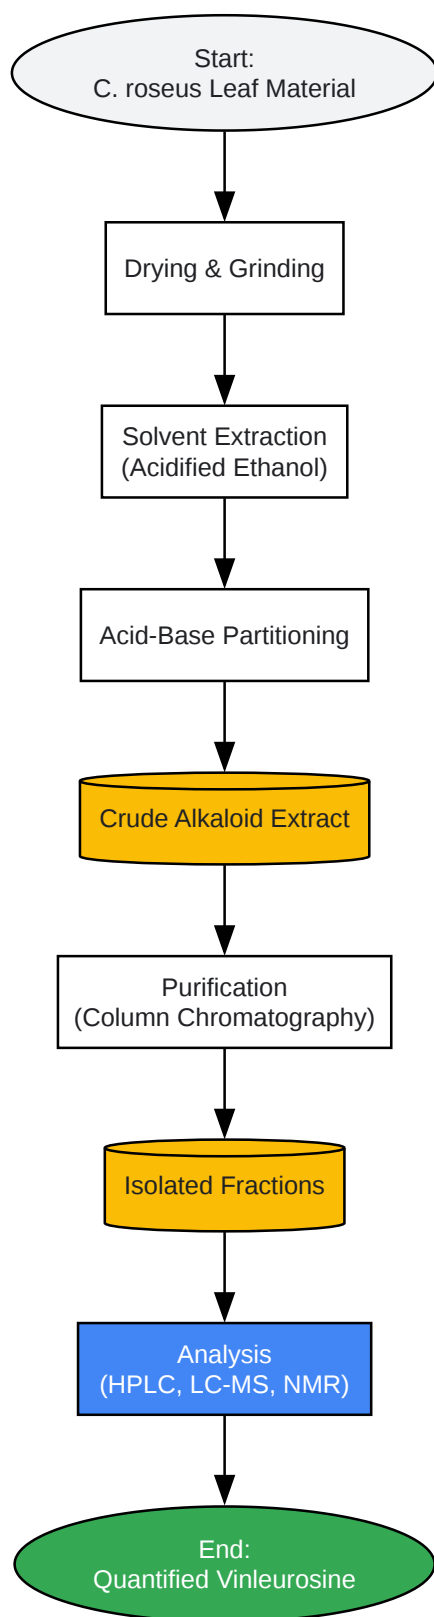 Start:
C. roseus Leaf Material
Drying & Grinding
Solvent Extraction
(Acidified Ethanol)
Acid-Base Partitioning
Crude Alkaloid Extract
Purification
(Column Chromatography)
Isolated Fractions
Analysis
(HPLC, LC-MS, NMR)
End:
Quantified Vinleurosine